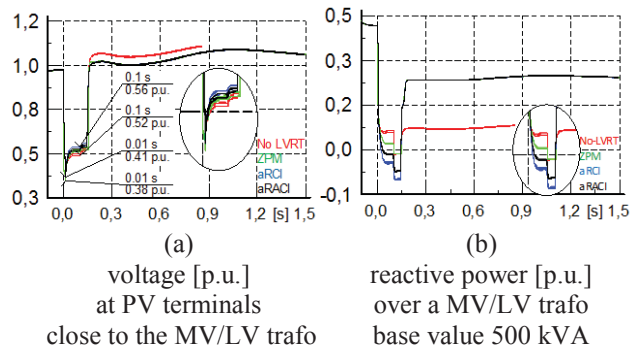 1,2
1,0
0,8
0,5
0,3
0.1 s
0.56 p.u.
0.1 s
0.52 p.u.
0.01 s
0.41 p.u.
0.01 s
0.38 p.u.
No LVRT
ZPM
aRCI
aRACI
0,0 0,3 0,6 0,9 1,2 [s] 1,5
(a)
voltage [p.u.]
at PV terminals
close to the MV/LV trafo
0,5
0,3
0,2
0,0
-0,1
No-LVRT
ZPM
aRCI
aRACI
0,0 0,3 0,6 0,9 1,2 [s] 1,5
(b)
reactive power [p.u.]
over a MV/LV trafo
base value 500 kVA